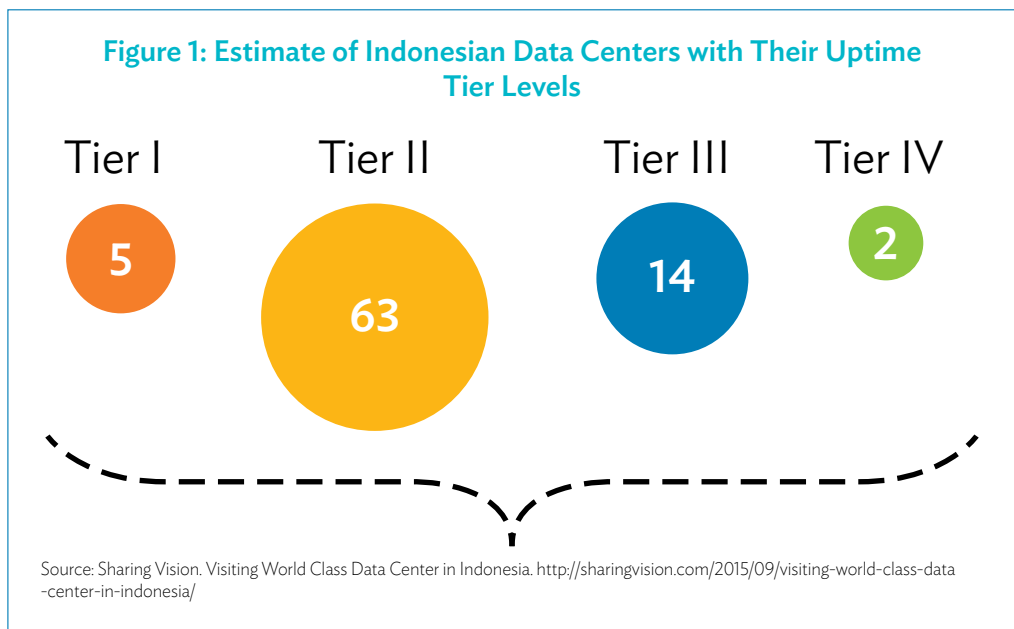 Figure 1: Estimate of Indonesian Data Centers with Their Uptime
Tier Levels
Tier I
Tier II
Tier III
Tier IV
5
63
14
2
Source: Sharing Vision. Visiting World Class Data Center in Indonesia. http://sharingvision.com/2015/09/visiting-world-class-data
-center-in-indonesia/